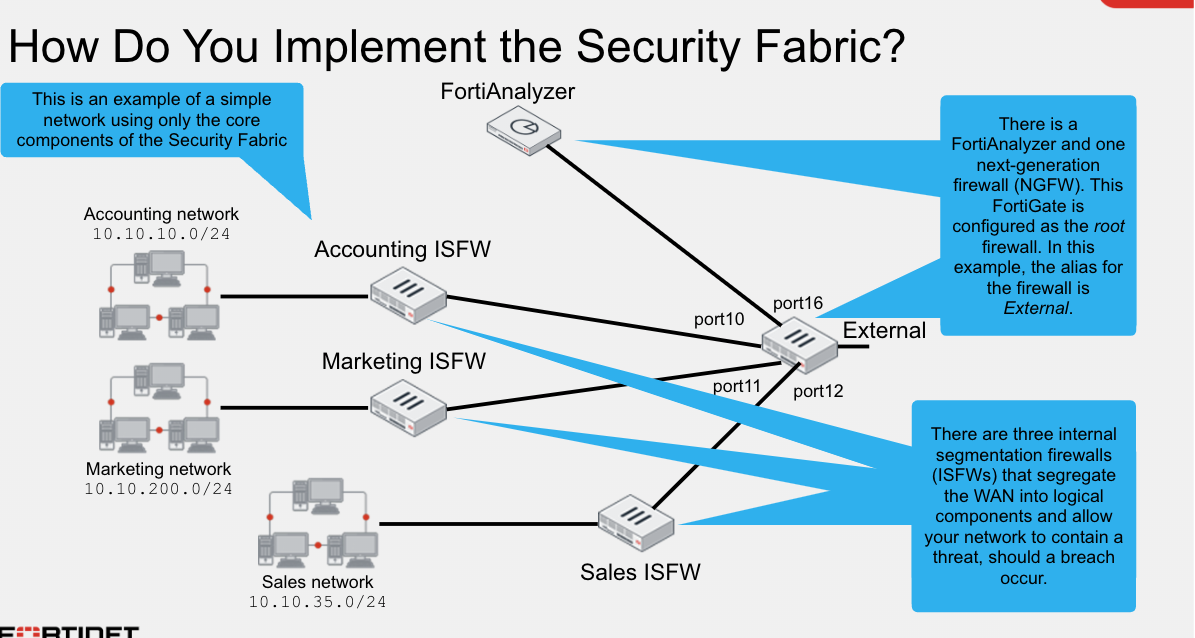 How Do You Implement the Security Fabric?
This is an example of a simple
network using only the core
components of the Security Fabric
FortiAnalyzer
There is a
FortiAnalyzer and one
next-generation
firewall (NGFW). This
FortiGate is
configured as the root
firewall. In this
example, the alias for
the firewall is
External.
Accounting network
10.10.10.0/24
Accounting ISFW
port10
port16
External
Marketing ISFW
port11
port12
Marketing network
10.10.200.0/24
There are three internal
segmentation firewalls
(ISFWs) that segregate
the WAN into logical
components and allow
your network to contain a
threat, should a breach
occur.
Sales network
10.10.35.0/24
Sales ISFW
FORTINET